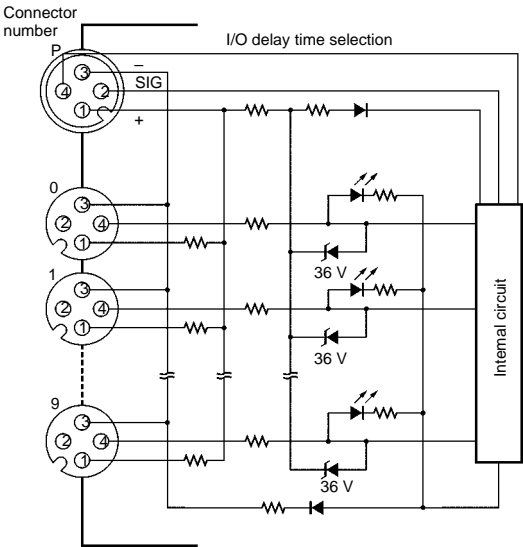 Connector
number
P
I/O delay time selection
–
3
SIG
4
2
1
+
0
3
2
4
1
36 V
1
3
2
4
1
36 V
Internal circuit
9
3
2
4
1
36 V